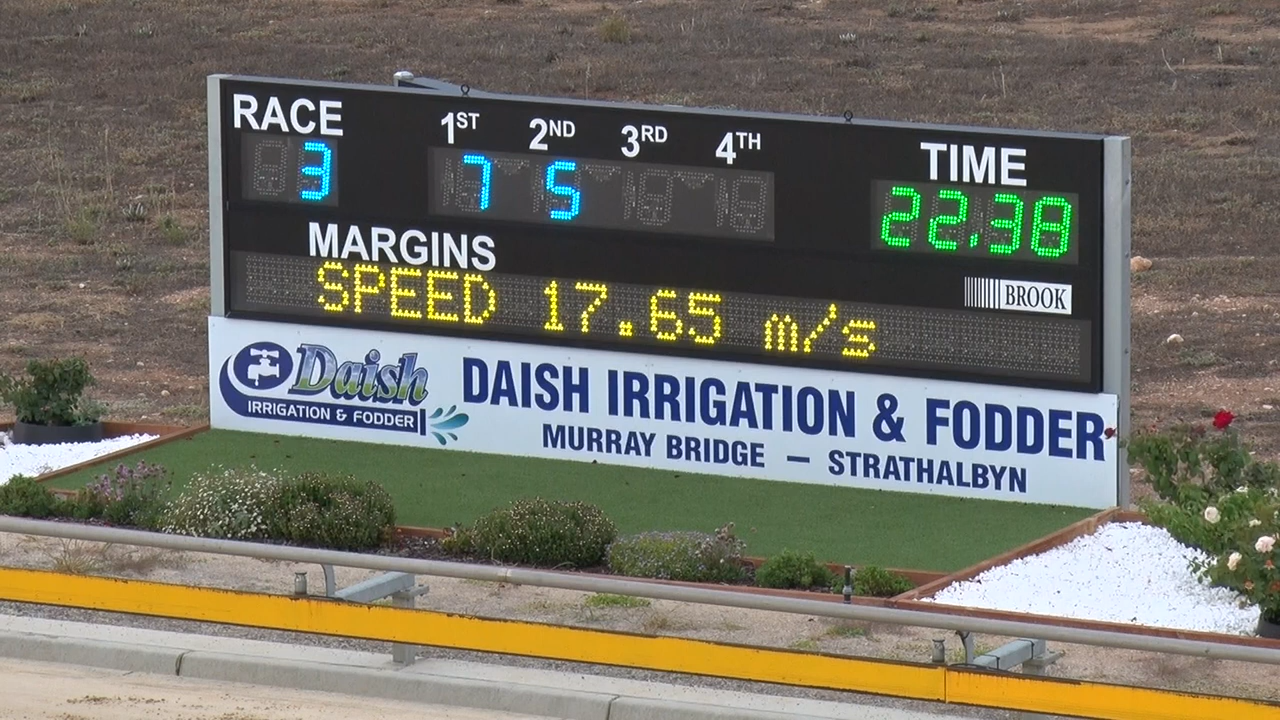 RACE 1ST 2ND 3RD 4TH TIME
3 7 5 22.38
MARGINS
BROOK
SPEED 17.65 m/s
Daish
IRRIGATION & FODDER
DAISH IRRIGATION & FODDER
MURRAY BRIDGE – STRATHALBYN